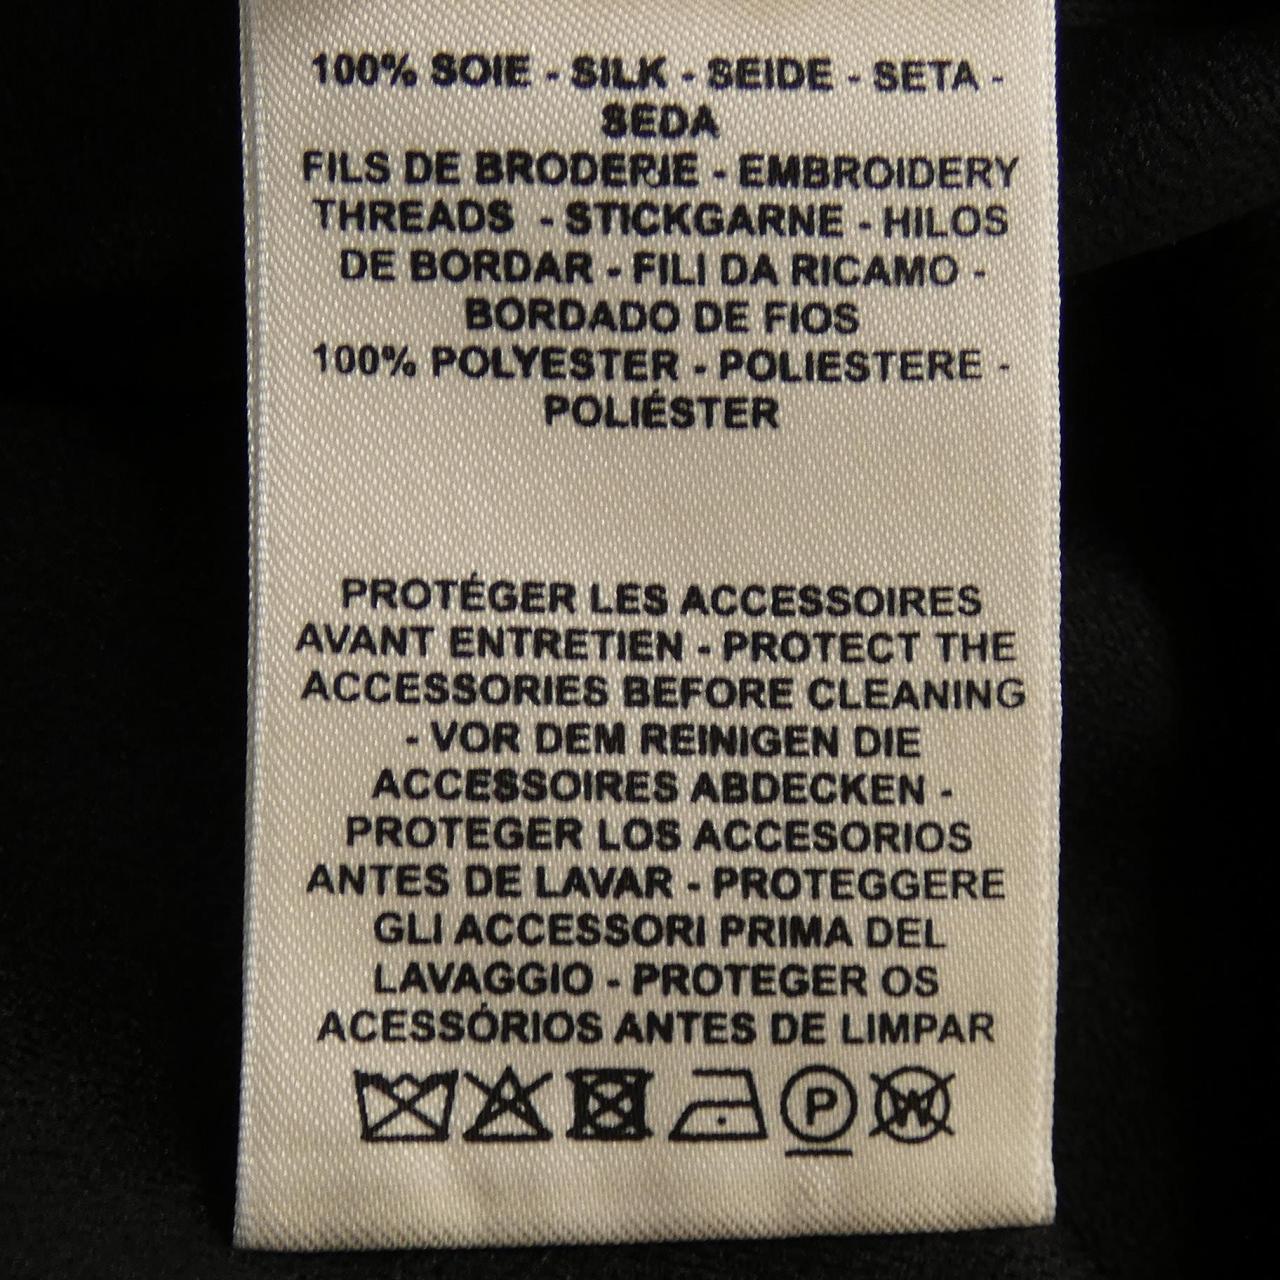 100% SOIE - SILK - SEIDE - SETA -
SEDA
FILS DE BRODERIE - EMBROIDERY
THREADS - STICKGARNE - HILOS
DE BORDAR - FILI DA RICAMO -
BORDADO DE FIOS
100% POLYESTER - POLIESTERE -
POLIÉSTER
PROTÉGER LES ACCESSOIRES
AVANT ENTRETIEN - PROTECT THE
ACCESSORIES BEFORE CLEANING
- VOR DEM REINIGEN DIE
ACCESSOIRES ABDECKEN -
PROTEGER LOS ACCESORIOS
ANTES DE LAVAR - PROTEGGERE
GLI ACCESSORI PRIMA DEL
LAVAGGIO - PROTEGER OS
ACESSÓRIOS ANTES DE LIMPAR
P W